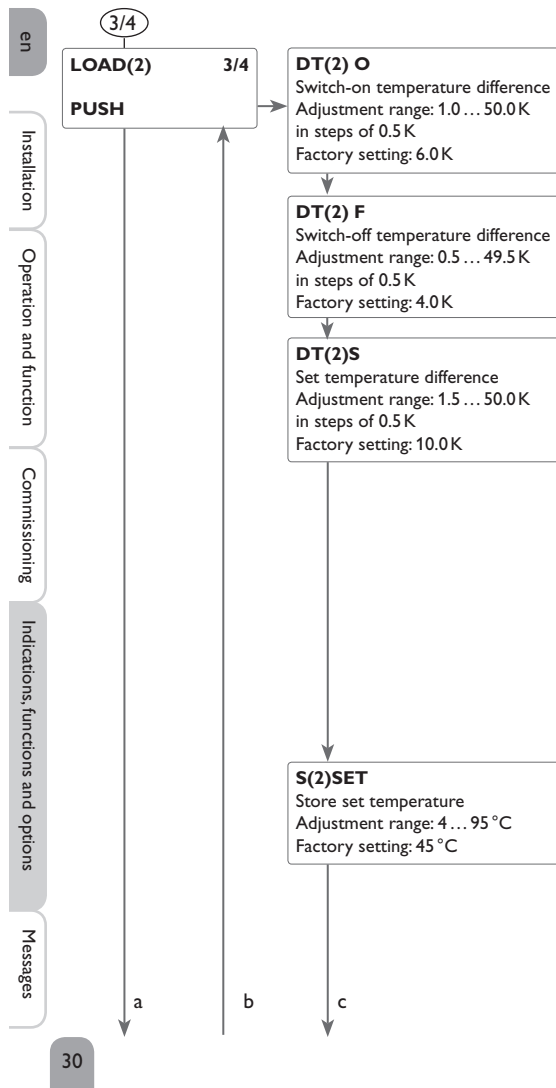 en
Installation
Operation and function
Commissioning
Indications, functions and options
Messages
3/4
LOAD(2) 3/4
PUSH
DT(2) O
Switch-on temperature difference
Adjustment range: 1.0 … 50.0 K
in steps of 0.5 K
Factory setting: 6.0 K
DT(2) F
Switch-off temperature difference
Adjustment range: 0.5 … 49.5 K
in steps of 0.5 K
Factory setting: 4.0 K
DT(2)S
Set temperature difference
Adjustment range: 1.5 … 50.0 K
in steps of 0.5 K
Factory setting: 10.0 K
S(2)SET
Store set temperature
Adjustment range: 4 … 95 °C
Factory setting: 45 °C
a b c
30